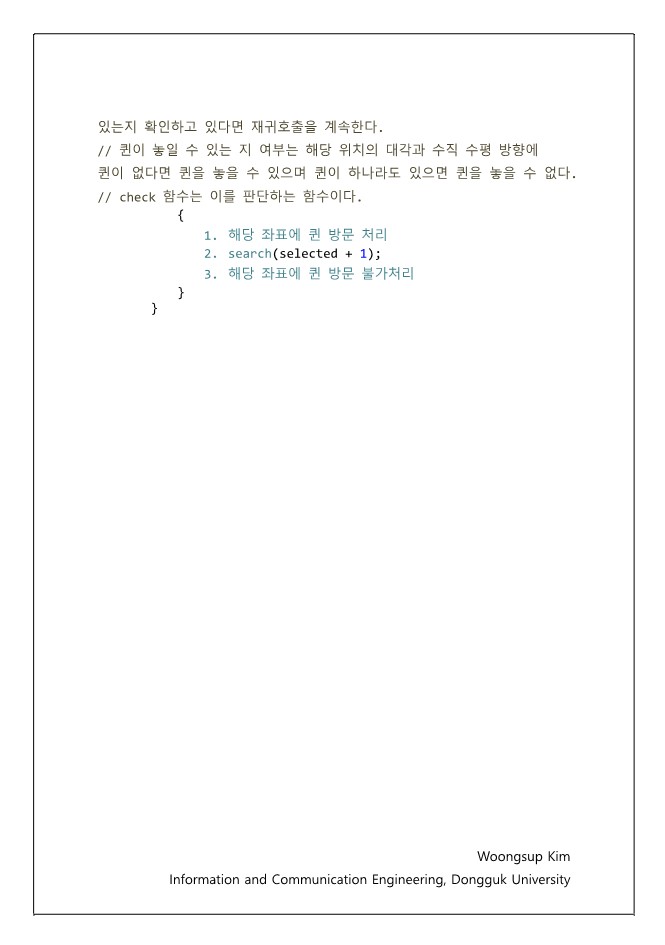 있는지 확인하고 있다면 재귀호출을 계속한다.
// 퀸이 놓일 수 있는 지 여부는 해당 위치의 대각과 수직 수평 방향에
퀸이 없다면 퀸을 놓을 수 있으며 퀸이 하나라도 있으면 퀸을 놓을 수 없다.
// check 함수는 이를 판단하는 함수이다.
{
1. 해당 좌표에 퀸 방문 처리
2. search(selected + 1);
3. 해당 좌표에 퀸 방문 불가처리
}
}
Woongsup Kim
Information and Communication Engineering, Dongguk University